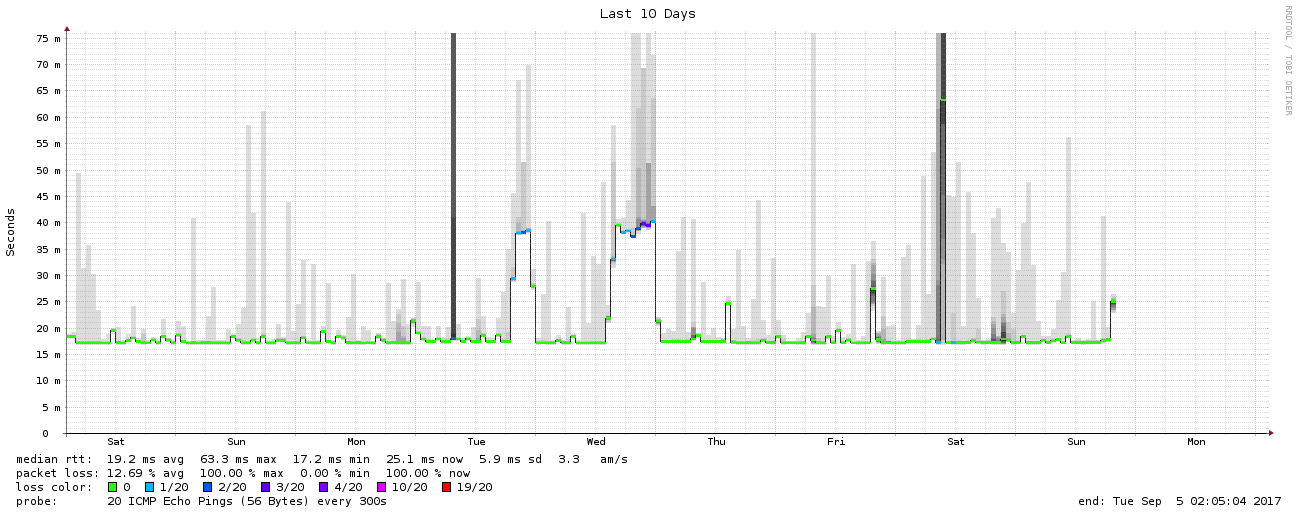 Last 10 Days
RRDTOOL / TOBI OETIKER
Seconds
75 m
70 m
65 m
60 m
55 m
50 m
45 m
40 m
35 m
30 m
25 m
20 m
15 m
10 m
5 m
0
Sat Sun Mon Tue Wed Thu Fri Sat Sun Mon
median rtt: 19.2 ms avg 63.3 ms max 17.2 ms min 25.1 ms now 5.9 ms sd 3.3 am/s
packet loss: 12.69 % avg 100.00 % max 0.00 % min 100.00 % now
loss color: 0 1/20 2/20 3/20 4/20 10/20 19/20
probe: 20 ICMP Echo Pings (56 Bytes) every 300s end: Tue Sep 5 02:05:04 2017